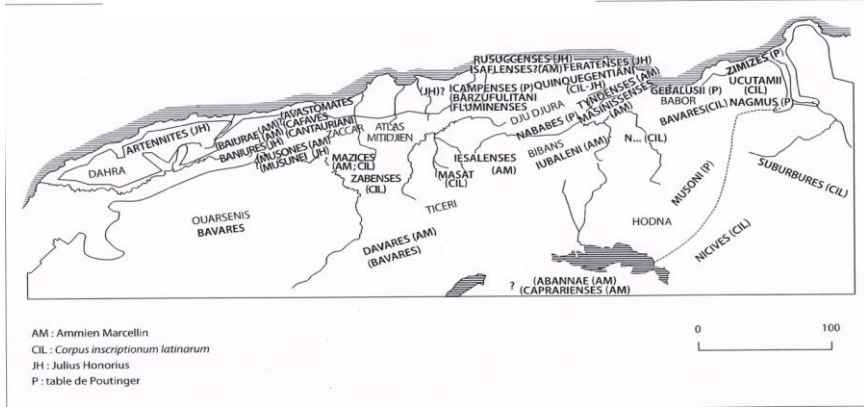 RUSUGGENSES (JH)
ISAFLENSES? (AM) FERATENSES (JH)
(JH)? ICAMPENSES (P) QUINQUEGENTIANI
(BARZUFULITANI (CIL-JH)
FLUMINENSES
TYNDENSES (AM)
MASINISSENSES
(AM)
ZIMIZES (P)
UCUTAMII
(CIL)
GEBALUSII (P)
BABOR
BAVARES (CIL) NAGMUS (P)
ARTENNITES (JH)
(BAIURAE (AM)? (AVASTOMATES
(AM) (CAFAVES
BANIURES (JH) (CANTAURIANI
(MUSONES (AM)
(MUSUNEI (JH)
ZACCAR
ATLAS
MITIDJIEN
DJU DJURA
NABABES (P)
DAHRA
MAZICES
(AM; CIL)
ZABENSES
(CIL)
MASAT
(CIL)
IESALENSES
(AM)
BIBANS
IUBALENI (AM)
N... (CIL)
MUSONI (P)
SUBURBURES (CIL)
OUARSENIS
BAVARES
TICERI
HODNA
NICIVES (CIL)
DAVARES (AM)
(BAVARES)
? (ABANNAE (AM)
(CAPRARIENSES (AM)
AM : Ammien Marcellin
CIL : Corpus inscriptionum latinarum
JH : Julius Honorius
P : table de Poutinger
0 100